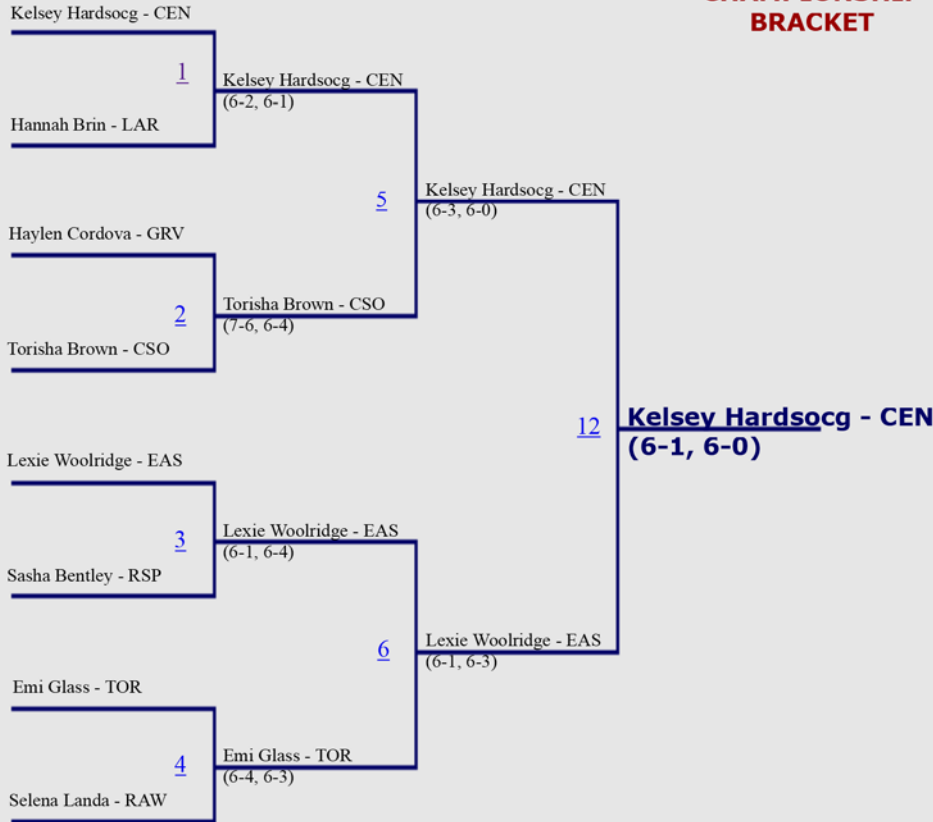 BRACKET
Kelsey Hardsocg - CEN
1
Kelsey Hardsocg - CEN
(6-2, 6-1)
Hannah Brin - LAR
5
Kelsey Hardsocg - CEN
(6-3, 6-0)
Haylen Cordova - GRV
2
Torisha Brown - CSO
(7-6, 6-4)
Torisha Brown - CSO
12
Kelsey Hardsocg - CEN
(6-1, 6-0)
Lexie Woolridge - EAS
3
Lexie Woolridge - EAS
(6-1, 6-4)
Sasha Bentley - RSP
6
Lexie Woolridge - EAS
(6-1, 6-3)
Emi Glass - TOR
4
Emi Glass - TOR
(6-4, 6-3)
Selena Landa - RAW